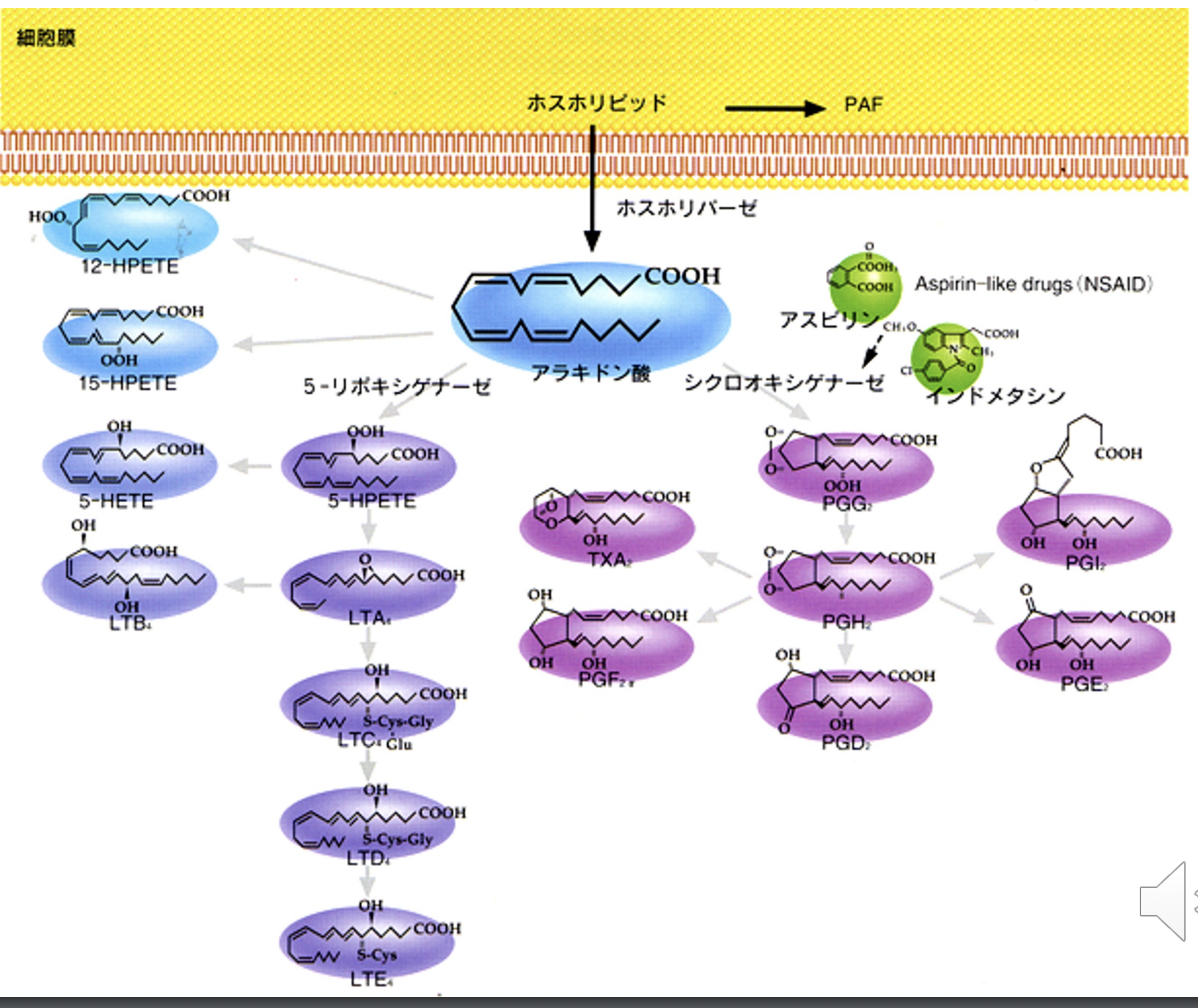 細胞膜
ホスホリピッド
PAF
ホスホリパーゼ
COOH
HOO
12-HPETE
COOH
アラキドン酸
COOH
OOH
15-HPETE
O
COOH
COOH
アスピリン
Aspirin-like drugs (NSAID)
CH₃O
COOH
N
CH₃
O
Cl
インドメタシン
5-リポキシゲナーゼ
シクロオキシゲナーゼ
OH
COOH
5-HETE
OOH
COOH
5-HPETE
O
O
COOH
OOH
PGG₂
COOH
O
OH
OH
PGI₂
O
O
COOH
OH
TXA₂
OH
COOH
OH
LTB₄
O
COOH
LTA₄
O
O
COOH
PGH₂
OH
COOH
OH
OH
PGF₂α
O
COOH
OH
OH
PGE₂
OH
COOH
S-Cys-Gly
Glu
LTC₄
OH
COOH
O
OH
PGD₂
OH
COOH
S-Cys-Gly
LTD₄
OH
COOH
S-Cys
LTE₄